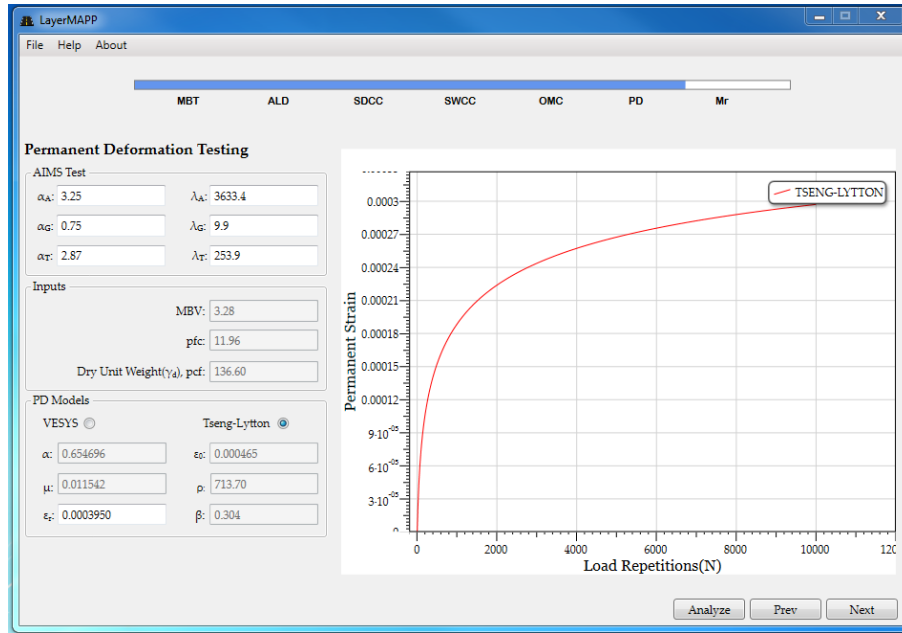 LayerMAPP
File Help About
MBT ALD SDCC SWCC OMC PD Mr
Permanent Deformation Testing
AIMS Test
αA: 3.25 λA: 3633.4
αG: 0.75 λG: 9.9
αT: 2.87 λT: 253.9
Inputs
MBV: 3.28
pfc: 11.96
Dry Unit Weight(γd), pcf: 136.60
PD Models
VESYS Tseng-Lytton
α: 0.654696 ε0: 0.000465
μ: 0.011542 ρ: 713.70
εr: 0.0003950 β: 0.304
TSENG-LYTTON
0.0003
0.00027
0.00024
0.00021
0.00018
0.00015
0.00012
9·10⁻⁰⁵
6·10⁻⁰⁵
3·10⁻⁰⁵
0
Permanent Strain
0 2000 4000 6000 8000 10000
Load Repetitions(N)
Analyze Prev Next